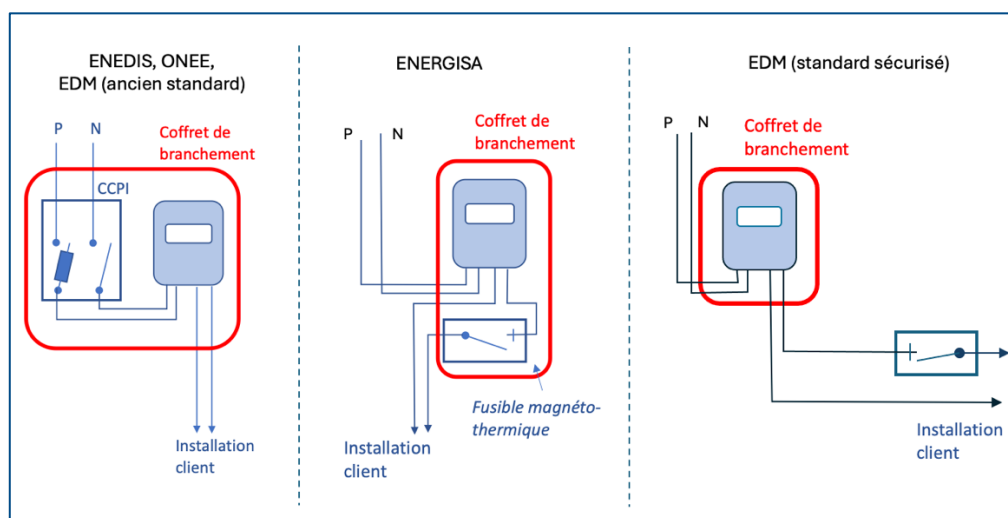 ENEDIS, ONEE,
EDM (ancien standard)
P
N
Coffret de
branchement
CCPI
Installation
client
ENERGISA
P
N
Coffret de
branchement
Fusible magnéto-
thermique
Installation
client
EDM (standard sécurisé)
P
N
Coffret de
branchement
Installation
client